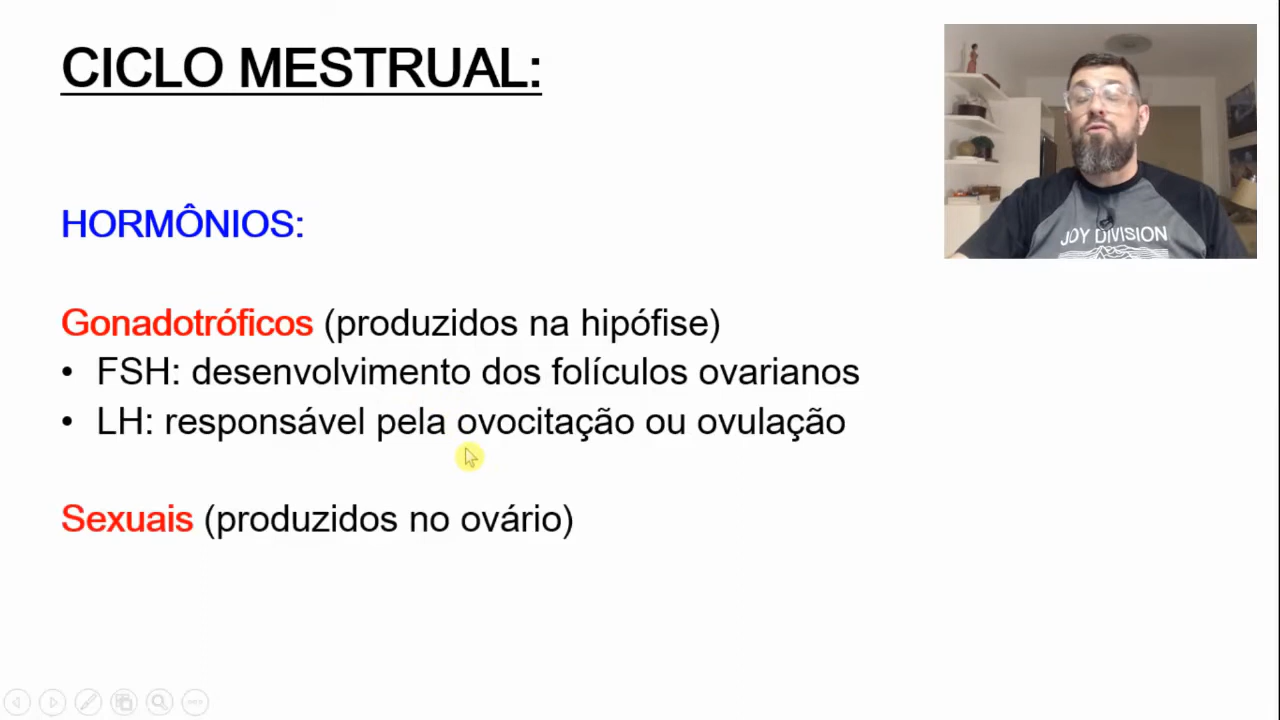 CICLO MESTRUAL:
JOY DIVISION
HORMÔNIOS:
Gonadotróficos (produzidos na hipófise)
• FSH: desenvolvimento dos folículos ovarianos
• LH: responsável pela ovocitação ou ovulação
Sexuais (produzidos no ovário)